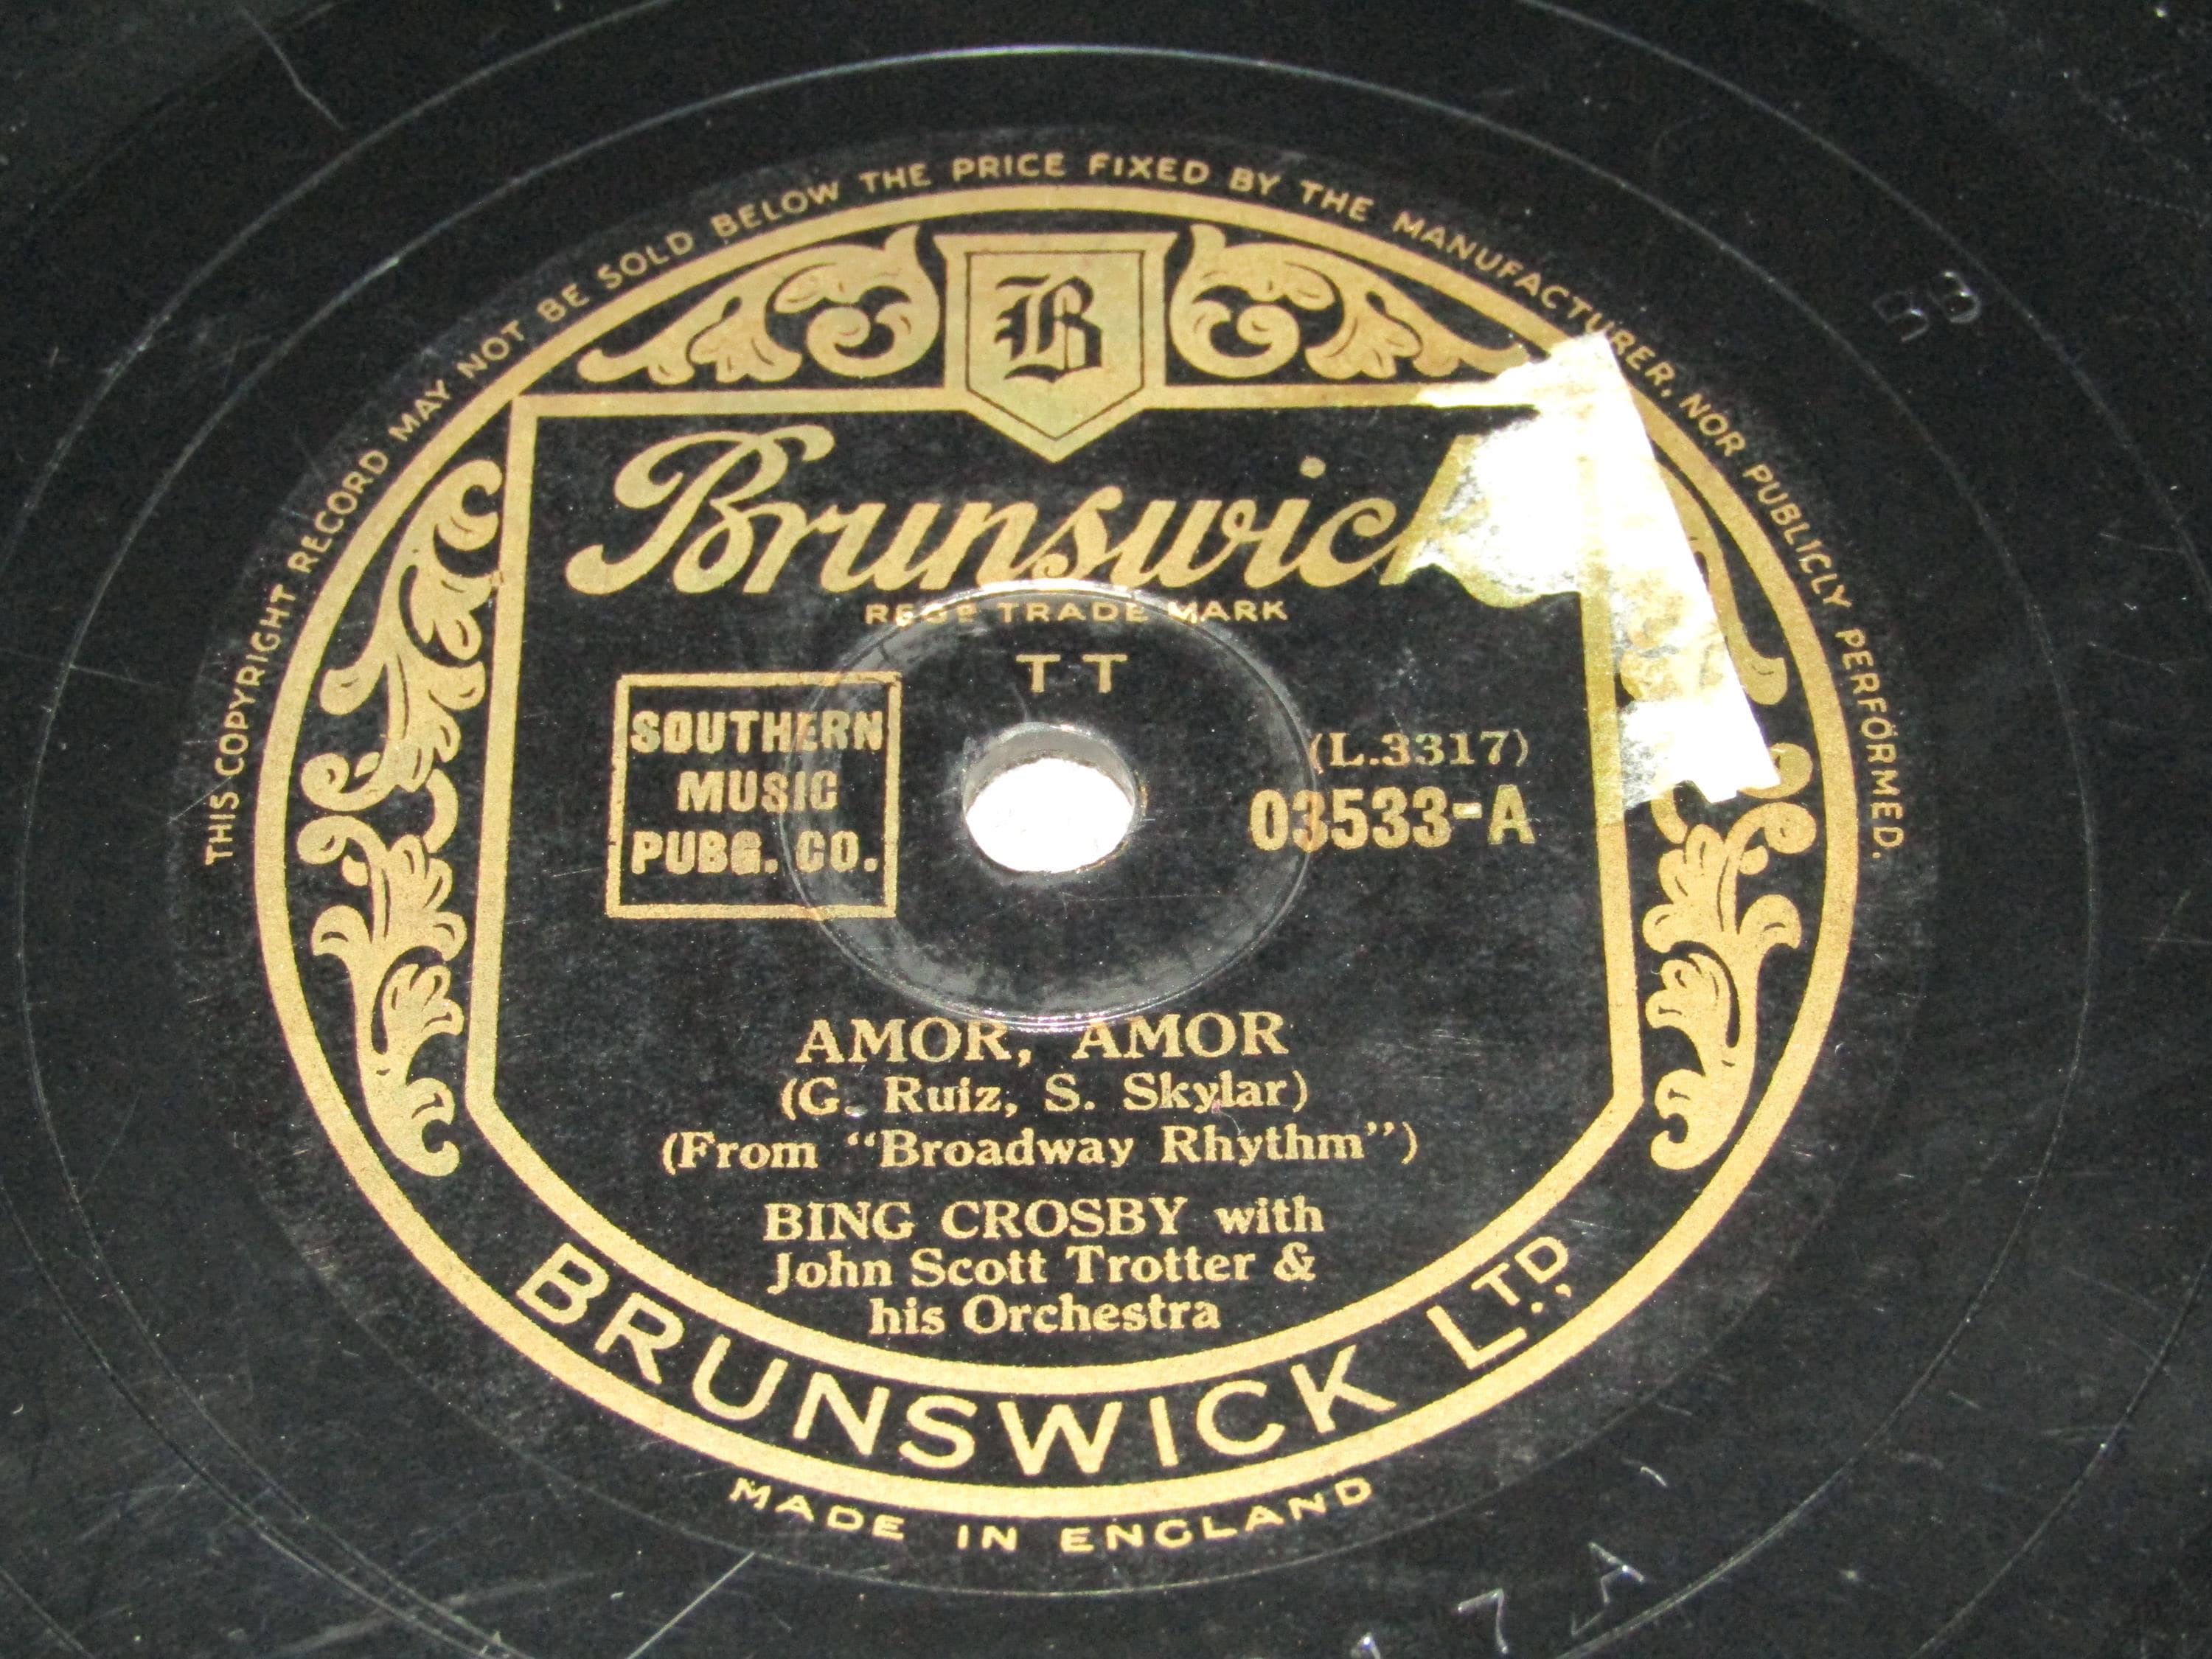 THIS COPYRIGHT RECORD MAY NOT BE SOLD BELOW THE PRICE FIXED BY THE MANUFACTURER, NOR PUBLICLY PERFORMED.
B
Brunswick
REGD TRADE MARK
TT
SOUTHERN
MUSIC
PUBG. CO.
(L.3317)
03533-A
AMOR, AMOR
(G. Ruiz, S. Skylar)
(From "Broadway Rhythm")
BING CROSBY with
John Scott Trotter &
his Orchestra
BRUNSWICK LTD.,
MADE IN ENGLAND
7A